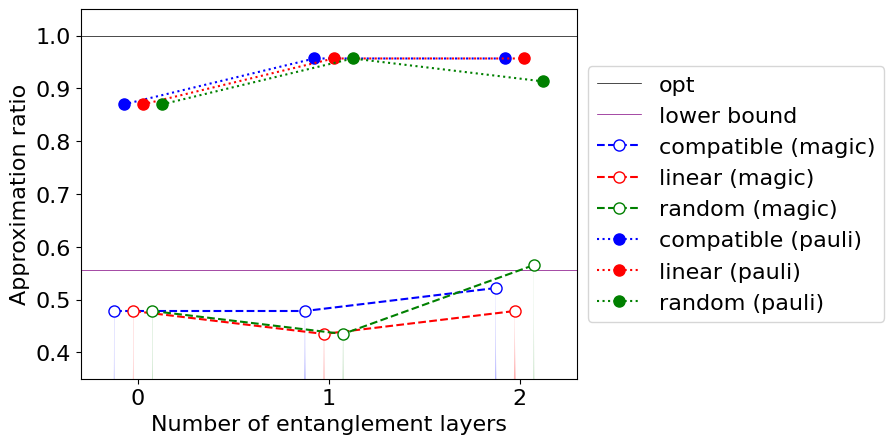 1.0
0.9
0.8
0.7
0.6
0.5
0.4
Approximation ratio
0 1 2
Number of entanglement layers
opt
lower bound
compatible (magic)
linear (magic)
random (magic)
compatible (pauli)
linear (pauli)
random (pauli)